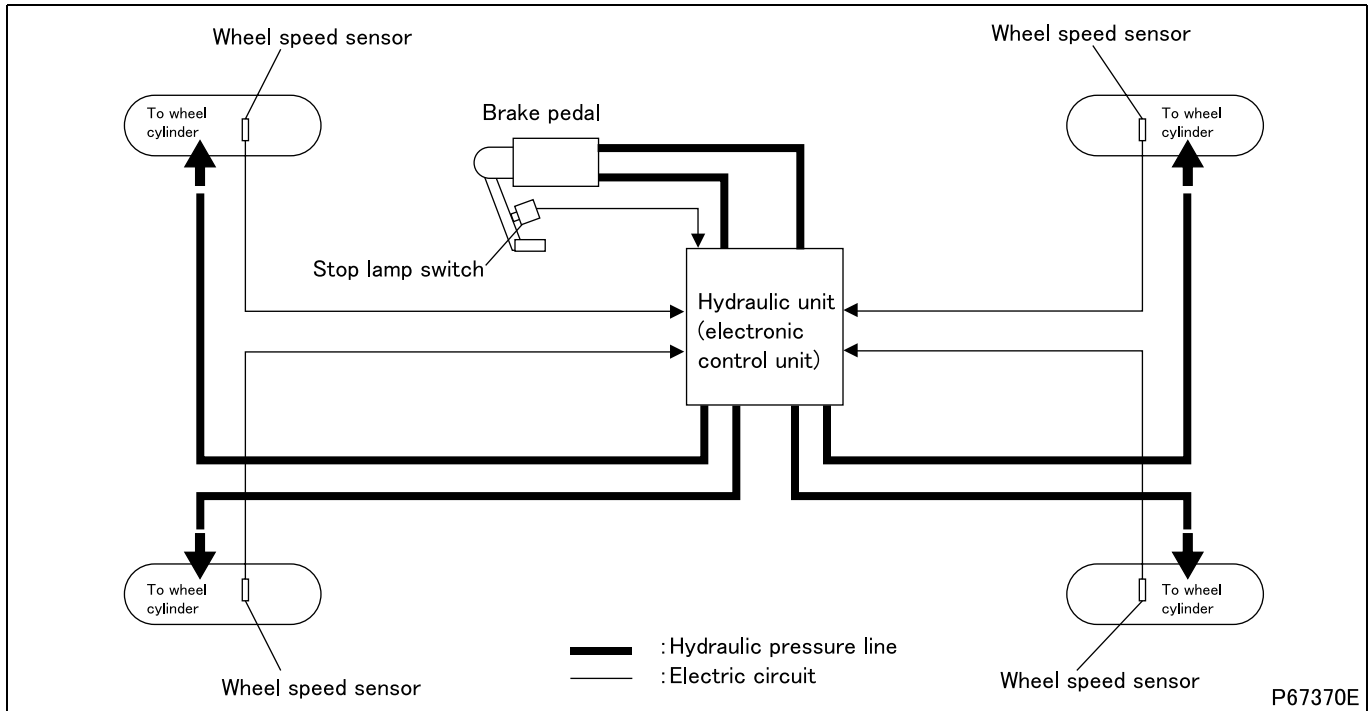 Wheel speed sensor
Wheel speed sensor
To wheel
cylinder
Brake pedal
To wheel
cylinder
Stop lamp switch
Hydraulic unit
(electronic
control unit)
To wheel
cylinder
To wheel
cylinder
:Hydraulic pressure line
:Electric circuit
Wheel speed sensor
Wheel speed sensor
P67370E